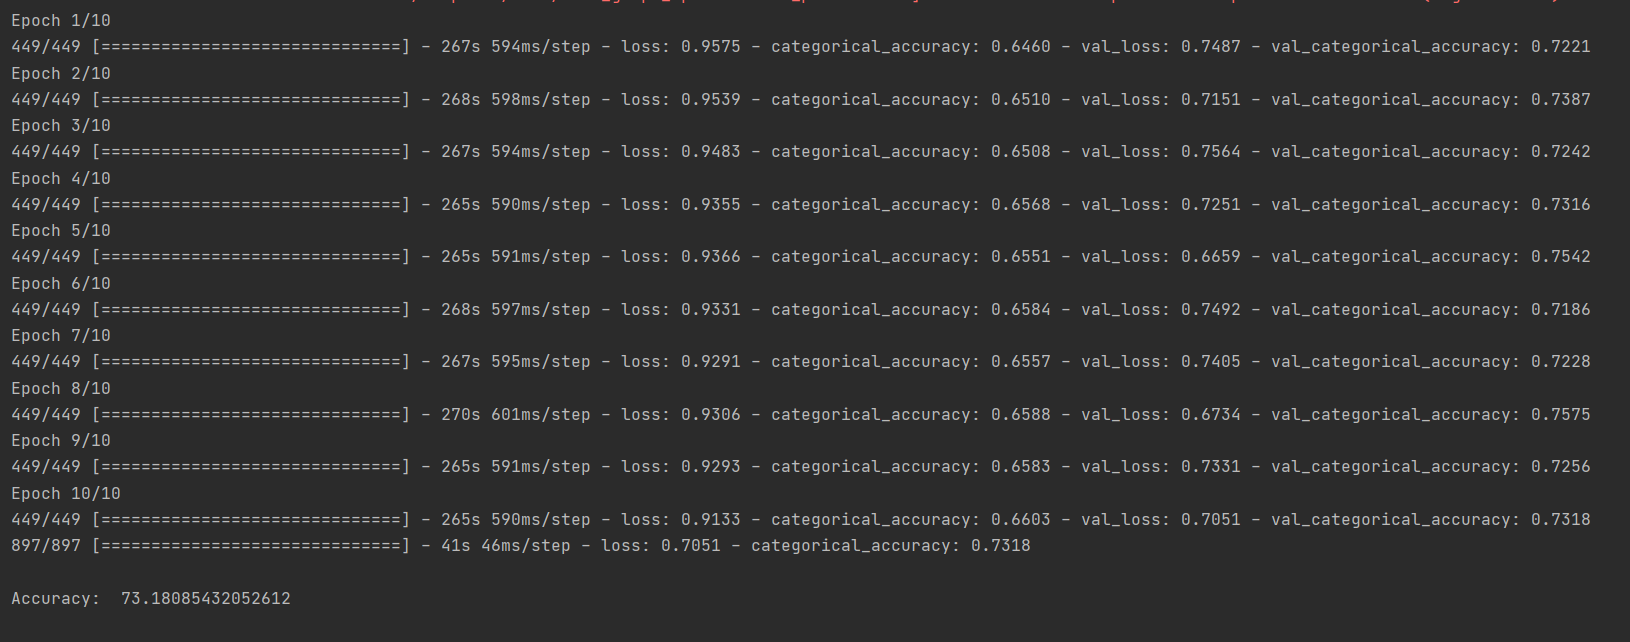 Epoch 1/10
449/449 [==============================] - 267s 594ms/step - loss: 0.9575 - categorical_accuracy: 0.6460 - val_loss: 0.7487 - val_categorical_accuracy: 0.7221
Epoch 2/10
449/449 [==============================] - 268s 598ms/step - loss: 0.9539 - categorical_accuracy: 0.6510 - val_loss: 0.7151 - val_categorical_accuracy: 0.7387
Epoch 3/10
449/449 [==============================] - 267s 594ms/step - loss: 0.9483 - categorical_accuracy: 0.6508 - val_loss: 0.7564 - val_categorical_accuracy: 0.7242
Epoch 4/10
449/449 [==============================] - 265s 590ms/step - loss: 0.9355 - categorical_accuracy: 0.6568 - val_loss: 0.7251 - val_categorical_accuracy: 0.7316
Epoch 5/10
449/449 [==============================] - 265s 591ms/step - loss: 0.9366 - categorical_accuracy: 0.6551 - val_loss: 0.6659 - val_categorical_accuracy: 0.7542
Epoch 6/10
449/449 [==============================] - 268s 597ms/step - loss: 0.9331 - categorical_accuracy: 0.6584 - val_loss: 0.7492 - val_categorical_accuracy: 0.7186
Epoch 7/10
449/449 [==============================] - 267s 595ms/step - loss: 0.9291 - categorical_accuracy: 0.6557 - val_loss: 0.7405 - val_categorical_accuracy: 0.7228
Epoch 8/10
449/449 [==============================] - 270s 601ms/step - loss: 0.9306 - categorical_accuracy: 0.6588 - val_loss: 0.6734 - val_categorical_accuracy: 0.7575
Epoch 9/10
449/449 [==============================] - 265s 591ms/step - loss: 0.9293 - categorical_accuracy: 0.6583 - val_loss: 0.7331 - val_categorical_accuracy: 0.7256
Epoch 10/10
449/449 [==============================] - 265s 590ms/step - loss: 0.9133 - categorical_accuracy: 0.6603 - val_loss: 0.7051 - val_categorical_accuracy: 0.7318
897/897 [==============================] - 41s 46ms/step - loss: 0.7051 - categorical_accuracy: 0.7318
Accuracy:  73.18085432052612